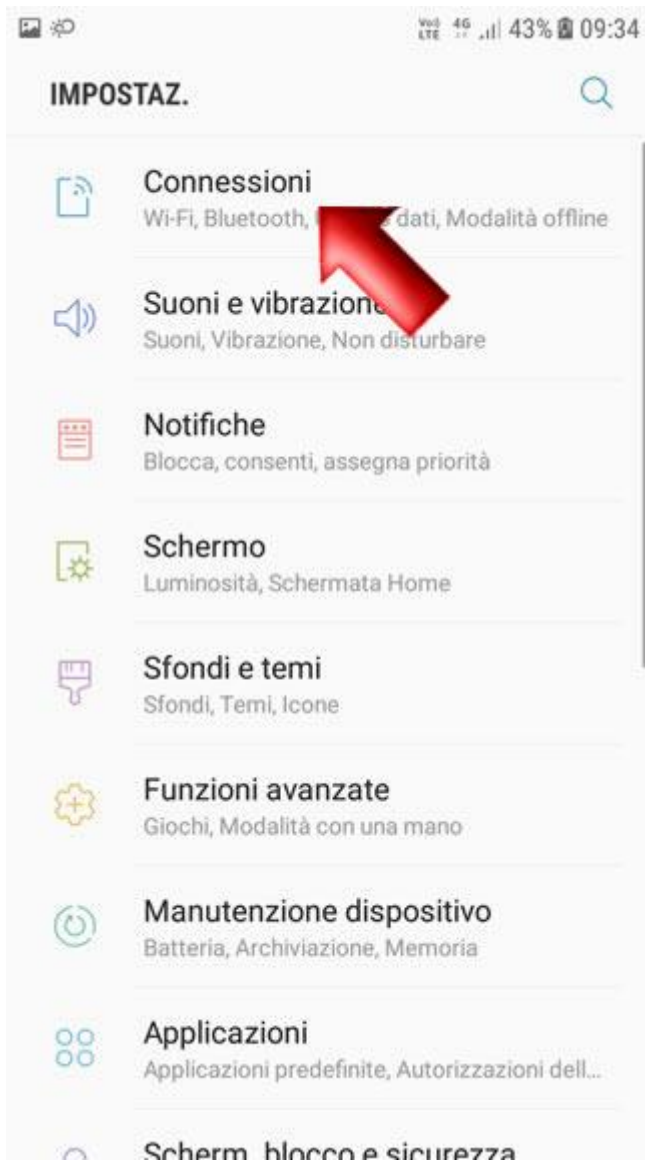 VoLTE 4G 43% 09:34
IMPOSTAZ.
Connessioni
Wi-Fi, Bluetooth, dati, Modalità offline
Suoni e vibrazione
Suoni, Vibrazione, Non disturbare
Notifiche
Blocca, consenti, assegna priorità
Schermo
Luminosità, Schermata Home
Sfondi e temi
Sfondi, Temi, Icone
Funzioni avanzate
Giochi, Modalità con una mano
Manutenzione dispositivo
Batteria, Archiviazione, Memoria
Applicazioni
Applicazioni predefinite, Autorizzazioni dell...
Scherm. blocco e sicurezza